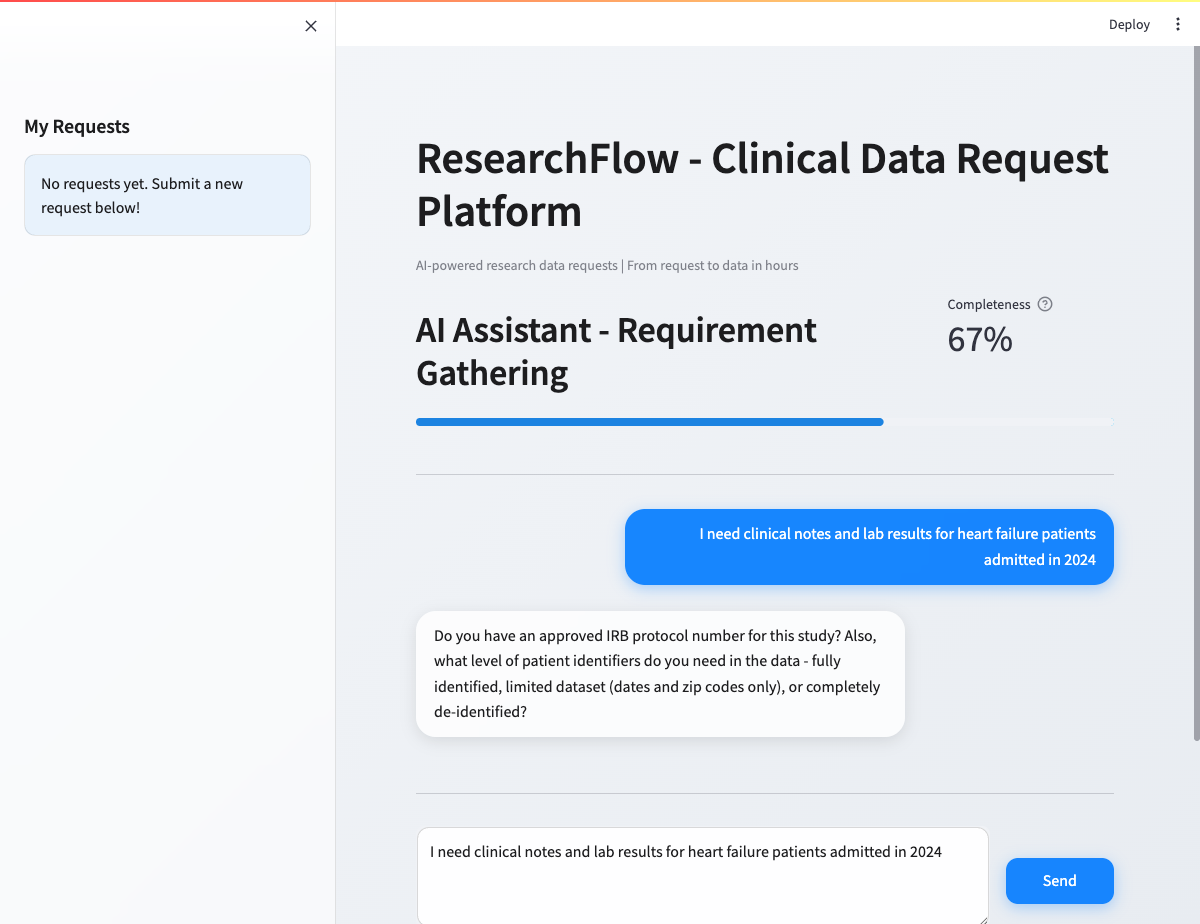 Deploy
My Requests
No requests yet. Submit a new
request below!
ResearchFlow - Clinical Data Request
Platform
AI-powered research data requests | From request to data in hours
AI Assistant - Requirement
Gathering
Completeness
67%
I need clinical notes and lab results for heart failure patients
admitted in 2024
Do you have an approved IRB protocol number for this study? Also,
what level of patient identifiers do you need in the data - fully
identified, limited dataset (dates and zip codes only), or completely
de-identified?
I need clinical notes and lab results for heart failure patients admitted in 2024
Send